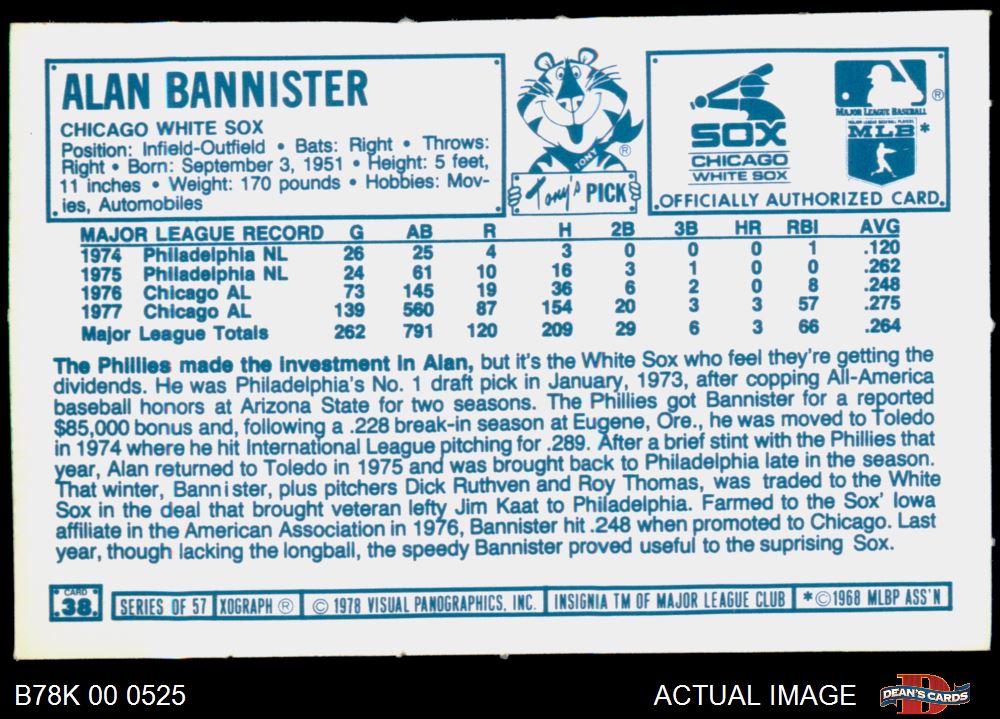 ALAN BANNISTER
CHICAGO WHITE SOX
Position: Infield-Outfield • Bats: Right • Throws:
Right • Born: September 3, 1951 • Height: 5 feet,
11 inches • Weight: 170 pounds • Hobbies: Mov-
ies, Automobiles
TONY
®
Tony's PICK
SOX
CHICAGO
WHITE SOX
®
MAJOR LEAGUE BASEBALL
MAJOR LEAGUE BASEBALL PLAYERS
MLB *
OFFICIALLY AUTHORIZED CARD
MAJOR LEAGUE RECORD G AB R H 2B 3B HR RBI AVG
1974 Philadelphia NL 26 25 4 3 0 0 0 1 .120
1975 Philadelphia NL 24 61 10 16 3 1 0 0 .262
1976 Chicago AL 73 145 19 36 6 2 0 8 .248
1977 Chicago AL 139 560 87 154 20 3 3 57 .275
Major League Totals 262 791 120 209 29 6 3 66 .264
The Phillies made the investment in Alan, but it's the White Sox who feel they're getting the
dividends. He was Philadelphia's No. 1 draft pick in January, 1973, after copping All-America
baseball honors at Arizona State for two seasons. The Phillies got Bannister for a reported
$85,000 bonus and, following a .228 break-in season at Eugene, Ore., he was moved to Toledo
in 1974 where he hit International League pitching for .289. After a brief stint with the Phillies that
year, Alan returned to Toledo in 1975 and was brought back to Philadelphia late in the season.
That winter, Bannister, plus pitchers Dick Ruthven and Roy Thomas, was traded to the White
Sox in the deal that brought veteran lefty Jim Kaat to Philadelphia. Farmed to the Sox' Iowa
affiliate in the American Association in 1976, Bannister hit .248 when promoted to Chicago. Last
year, though lacking the longball, the speedy Bannister proved useful to the suprising Sox.
CARD
38
SERIES OF 57 XOGRAPH ® © 1978 VISUAL PANOGRAPHICS, INC. INSIGNIA TM OF MAJOR LEAGUE CLUB *©1968 MLBP ASS'N
B78K 00 0525 ACTUAL IMAGE DEAN'S CARDS